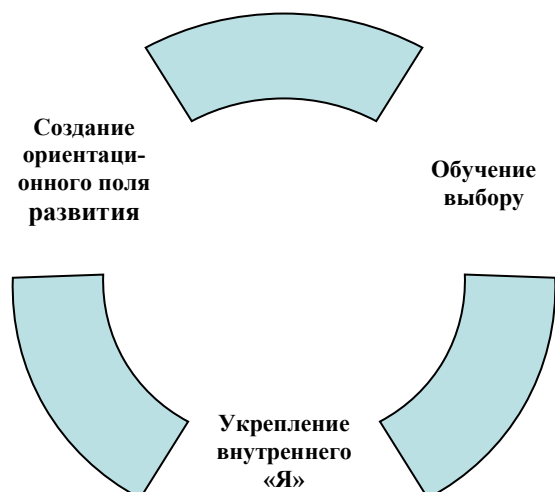 Создание
ориентаци-
онного поля
развития
Обучение
выбору
Укрепление
внутреннего
«Я»